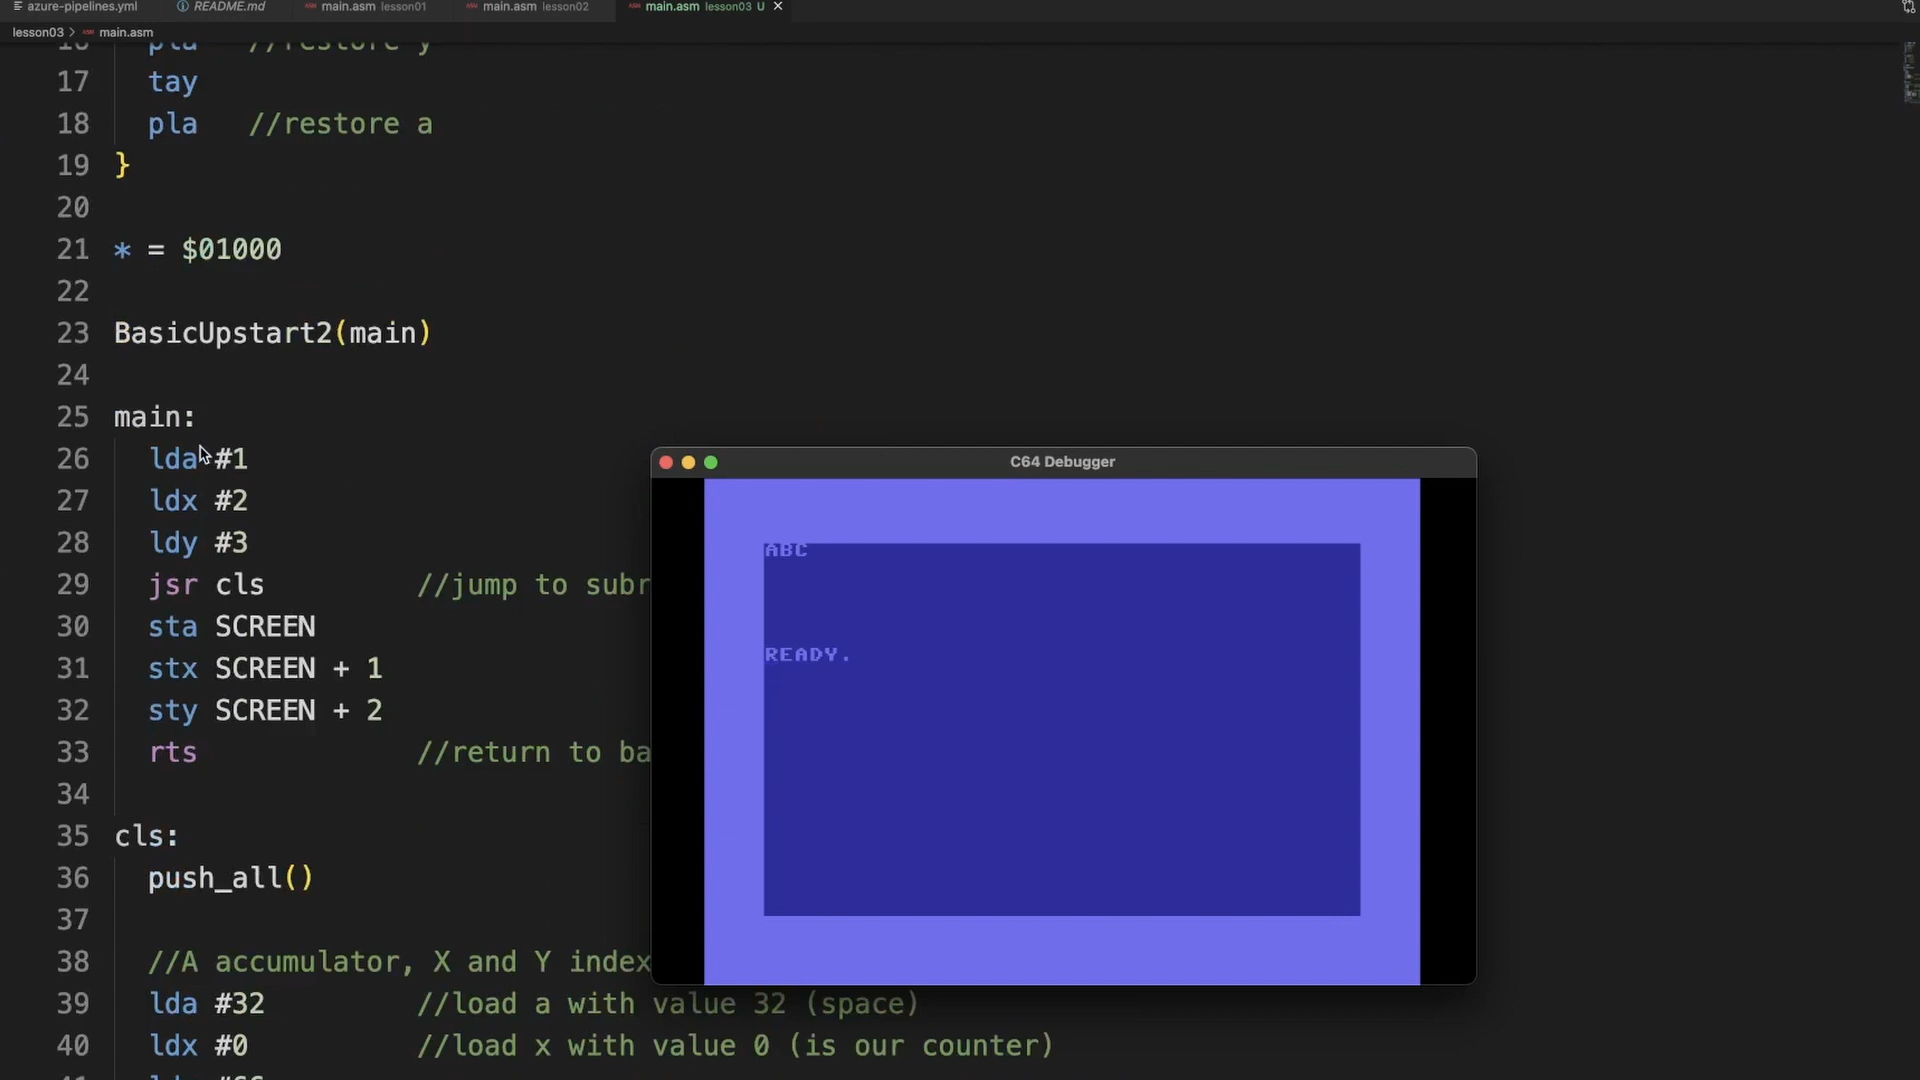 azure-pipelines.yml README.md main.asm lesson01 main.asm lesson02 main.asm lesson03 U
lesson03 > main.asm
16 pla //restore y
17 tay
18 pla //restore a
19 }
20
21 * = $01000
22
23 BasicUpstart2(main)
24
25 main:
26 lda #1
27 ldx #2
28 ldy #3
29 jsr cls //jump to subr
30 sta SCREEN
31 stx SCREEN + 1
32 sty SCREEN + 2
33 rts //return to ba
34
35 cls:
36 push_all()
37
38 //A accumulator, X and Y index
39 lda #32 //load a with value 32 (space)
40 ldx #0 //load x with value 0 (is our counter)
C64 Debugger
ABC
READY.